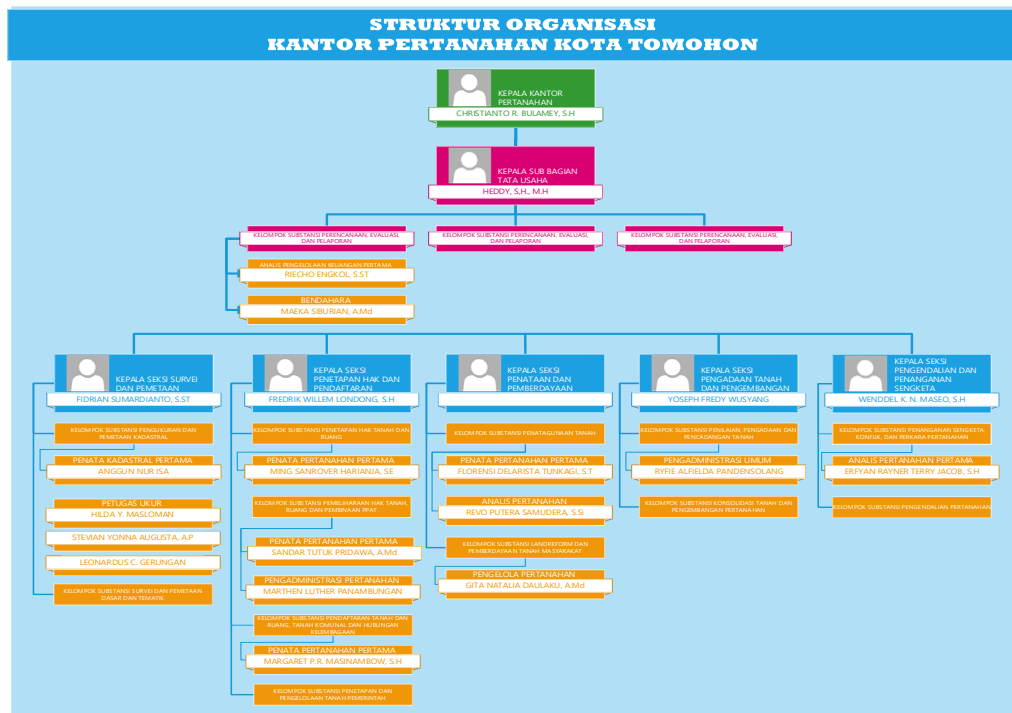 STRUKTUR ORGANISASI
KANTOR PERTANAHAN KOTA TOMOHON
KEPALA KANTOR
PERTANAHAN
CHRISTIANTO R. BULAMEY, S.H
KEPALA SUB BAGIAN
TATA USAHA
HEDDY, S,H., M.H
KELOMPOK SUBSTANSI PERENCANAAN, EVALUASI,
DAN PELAPORAN
KELOMPOK SUBSTANSI PERENCANAAN, EVALUASI,
DAN PELAPORAN
KELOMPOK SUBSTANSI PERENCANAAN, EVALUASI,
DAN PELAPORAN
ANALIS PENGELOLAAN KEUANGAN PERTAMA
RIECHO ENGKOL, S.ST
BENDAHARA
MAEKA SIBURIAN, A.Md
KEPALA SEKSI SURVEI
DAN PEMETAAN
FIDRIAN SUMARDIANTO, S.ST
KELOMPOK SUBSTANSI PENGUKURAN DAN
PEMETAAN KADASTRAL
PENATA KADASTRAL PERTAMA
ANGGUN NUR ISA
PETUGAS UKUR
HILDA Y. MASLOMAN
STEVIAN YONNA AUGUSTA, A.P
LEONARDUS C. GERUNGAN
KELOMPOK SUBSTANSI SURVEI DAN PEMETAAN
DASAR DAN TEMATIK
KEPALA SEKSI
PENETAPAN HAK DAN
PENDAFTARAN
FREDRIK WILLEM LONDONG, S.H
KELOMPOK SUBSTANSI PENETAPAN HAK TANAH DAN
RUANG
PENATA PERTANAHAN PERTAMA
MING SANROVER HARIANJA, SE
KELOMPOK SUBSTANSI PEMELIHARAAN HAK TANAH,
RUANG DAN PEMBINAAN PPAT
PENATA PERTANAHAN PERTAMA
SANDAR TUTUK PRIDAWA, A.Md
PENGADMINISTRASI PERTANAHAN
MARTHEN LUTHER PANAMBUNGAN
KELOMPOK SUBSTANSI PENDAFTARAN TANAH DAN
RUANG, TANAH KOMUNAL DAN HUBUNGAN
KELEMBAGAAN
PENATA PERTANAHAN PERTAMA
MARGARET P.R. MASINAMBOW, S.H
KELOMPOK SUBSTANSI PENETAPAN DAN
PENGELOLAAN TANAH PEMERINTAH
KEPALA SEKSI
PENATAAN DAN
PEMBERDAYAAN
KELOMPOK SUBSTANSI PENATAGUNAAN TANAH
PENATA PERTANAHAN PERTAMA
FLORENSI DELARISTA TUNKAGI, S.T
ANALIS PERTANAHAN
REVO PUTERA SAMUDERA, S.Si
KELOMPOK SUBSTANSI LANDREFORM DAN
PEMBERDAYAAN TANAH MASYARAKAT
PENGELOLA PERTANAHAN
GITA NATALIA DAULAKU, A.Md
KEPALA SEKSI
PENGADAAN TANAH
DAN PENGEMBANGAN
YOSEPH FREDY WUSYANG
KELOMPOK SUBSTANSI PENILAIAN, PENGADAAN DAN
PENCADANGAN TANAH
PENGADMINISTRASI UMUM
RYFIE ALFIELDA PANDENSOLANG
KELOMPOK SUBSTANSI KONSOLIDASI TANAH DAN
PENGEMBANGAN PERTANAHAN
KEPALA SEKSI
PENGENDALIAN DAN
PENANGANAN
SENGKETA
WENDDEL K. N. MASEO, S.H
KELOMPOK SUBSTANSI PENANGANAN SENGKETA,
KONFLIK, DAN PERKARA PERTANAHAN
ANALIS PERTANAHAN PERTAMA
ERFYAN RAYNER TERRY JACOB, S.H
KELOMPOK SUBSTANSI PENGENDALIAN PERTANAHAN